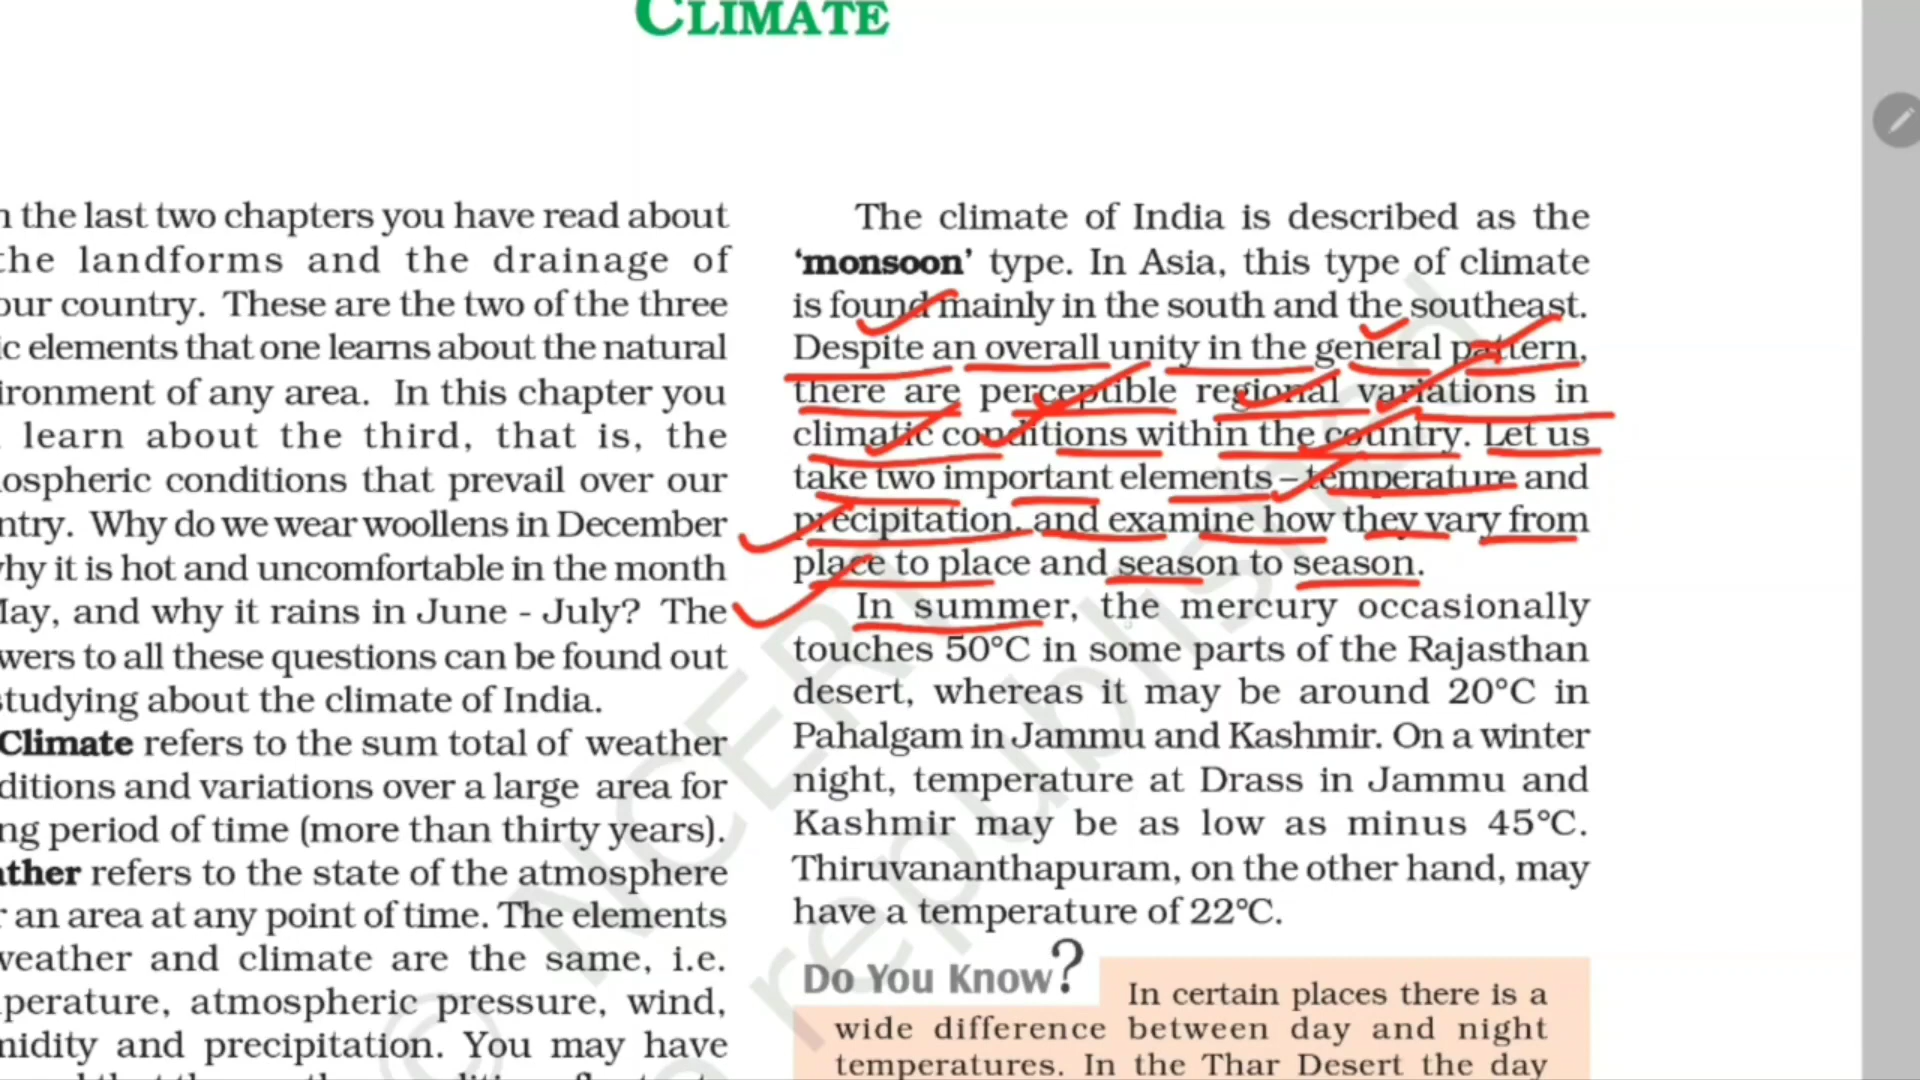 CLIMATE
the last two chapters you have read about
the landforms and the drainage of
our country. These are the two of the three
elements that one learns about the natural
of any area. In this chapter you
learn about the third, that is, the
conditions that prevail over our
Why do we wear woollens in December
why it is hot and uncomfortable in the month
May, and why it rains in June - July? The
to all these questions can be found out
studying about the climate of India.
Climate refers to the sum total of weather
and variations over a large area for
period of time (more than thirty years).
refers to the state of the atmosphere
an area at any point of time. The elements
weather and climate are the same, i.e.
atmospheric pressure, wind,
and precipitation. You may have
The climate of India is described as the
‘monsoon’ type. In Asia, this type of climate
is found mainly in the south and the southeast.
Despite an overall unity in the general pattern,
there are perceptible regional variations in
climatic conditions within the country. Let us
take two important elements – temperature and
precipitation, and examine how they vary from
place to place and season to season.
In summer, the mercury occasionally
touches 50°C in some parts of the Rajasthan
desert, whereas it may be around 20°C in
Pahalgam in Jammu and Kashmir. On a winter
night, temperature at Drass in Jammu and
Kashmir may be as low as minus 45°C.
Thiruvananthapuram, on the other hand, may
have a temperature of 22°C.
Do You Know?
In certain places there is a
wide difference between day and night
temperatures. In the Thar Desert the day
© NCERT
republished